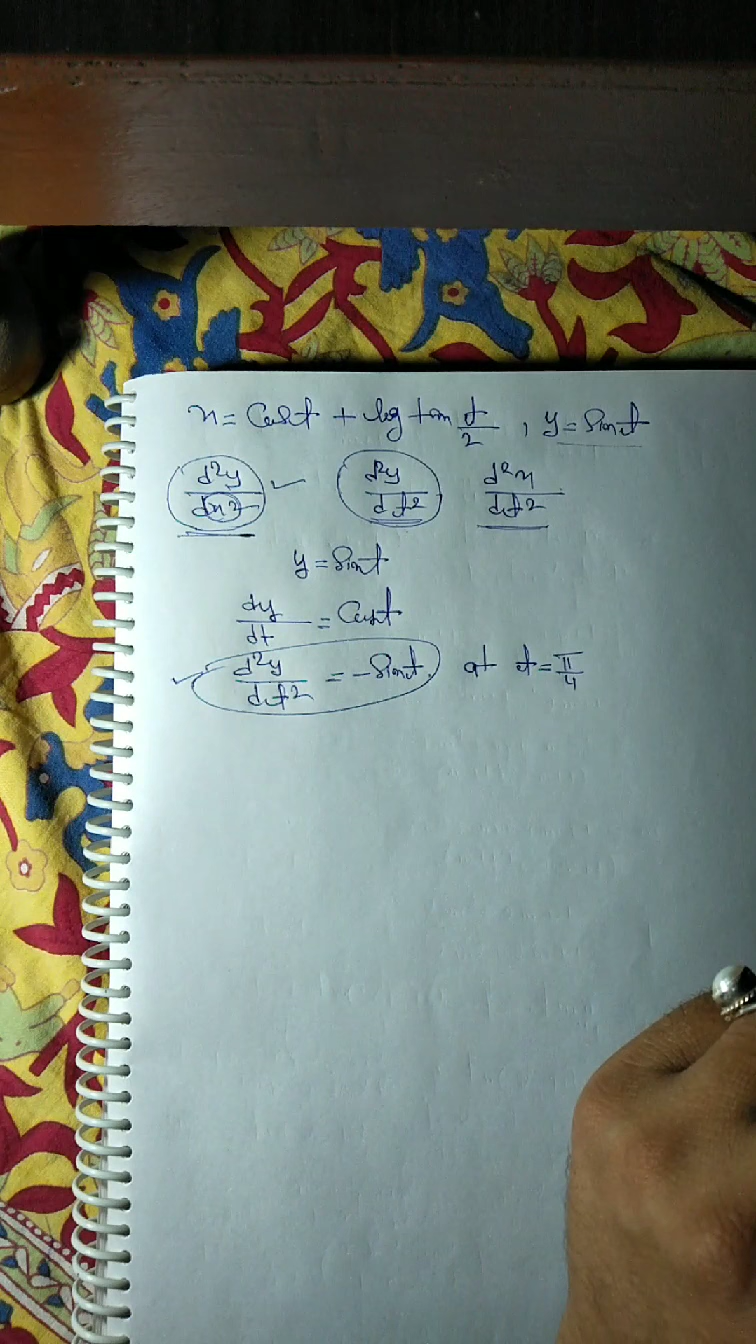 x = Cost + log tan t/2 , y = Sint
d²y/dx² ✓ d²y/dt² d²x/dt²
y = Sint
dy/dt = Cost
✓ d²y/dt² = -Sint. at t = π/4